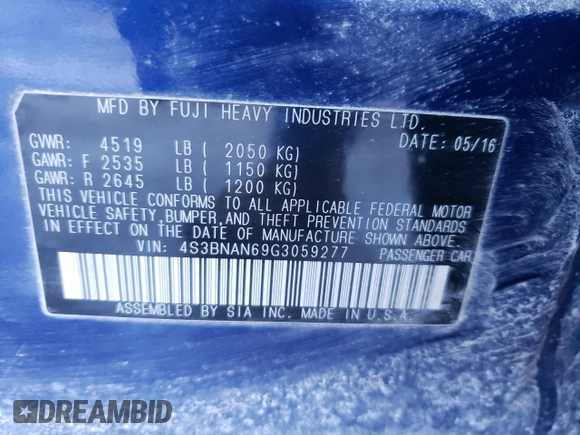 MFD BY FUJI HEAVY INDUSTRIES LTD.
GVWR: 4519 LB ( 2050 KG) DATE: 05/16
GAWR: F 2535 LB ( 1150 KG)
GAWR: R 2645 LB ( 1200 KG)
THIS VEHICLE CONFORMS TO ALL APPLICABLE FEDERAL MOTOR
VEHICLE SAFETY,BUMPER,AND THEFT PREVENTION STANDARDS
IN EFFECT ON THE DATE OF MANUFACTURE SHOWN ABOVE.
VIN: 4S3BNAN69G3059277 PASSENGER CAR
ASSEMBLED BY SIA INC. MADE IN U.S.A.
DREAMBID